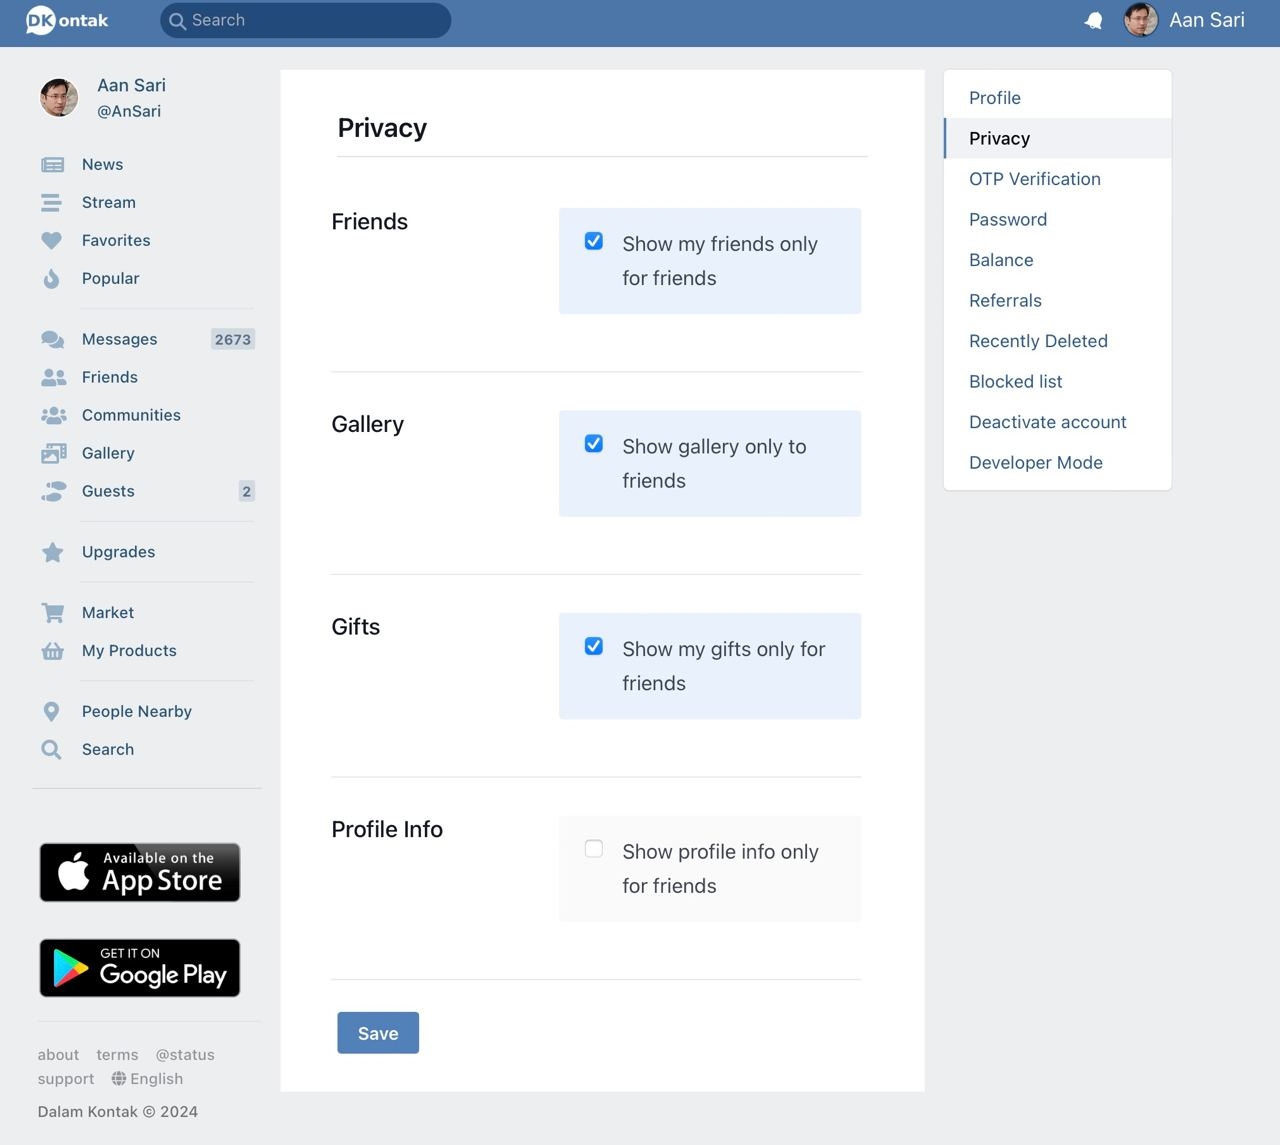 DKontak
Search
Aan Sari
Aan Sari
@AnSari
News
Stream
Favorites
Popular
Messages 2673
Friends
Communities
Gallery
Guests 2
Upgrades
Market
My Products
People Nearby
Search
Available on the
App Store
GET IT ON
Google Play
about terms @status
support English
Dalam Kontak © 2024
Privacy
Friends
Show my friends only
for friends
Gallery
Show gallery only to
friends
Gifts
Show my gifts only for
friends
Profile Info
Show profile info only
for friends
Save
Profile
Privacy
OTP Verification
Password
Balance
Referrals
Recently Deleted
Blocked list
Deactivate account
Developer Mode